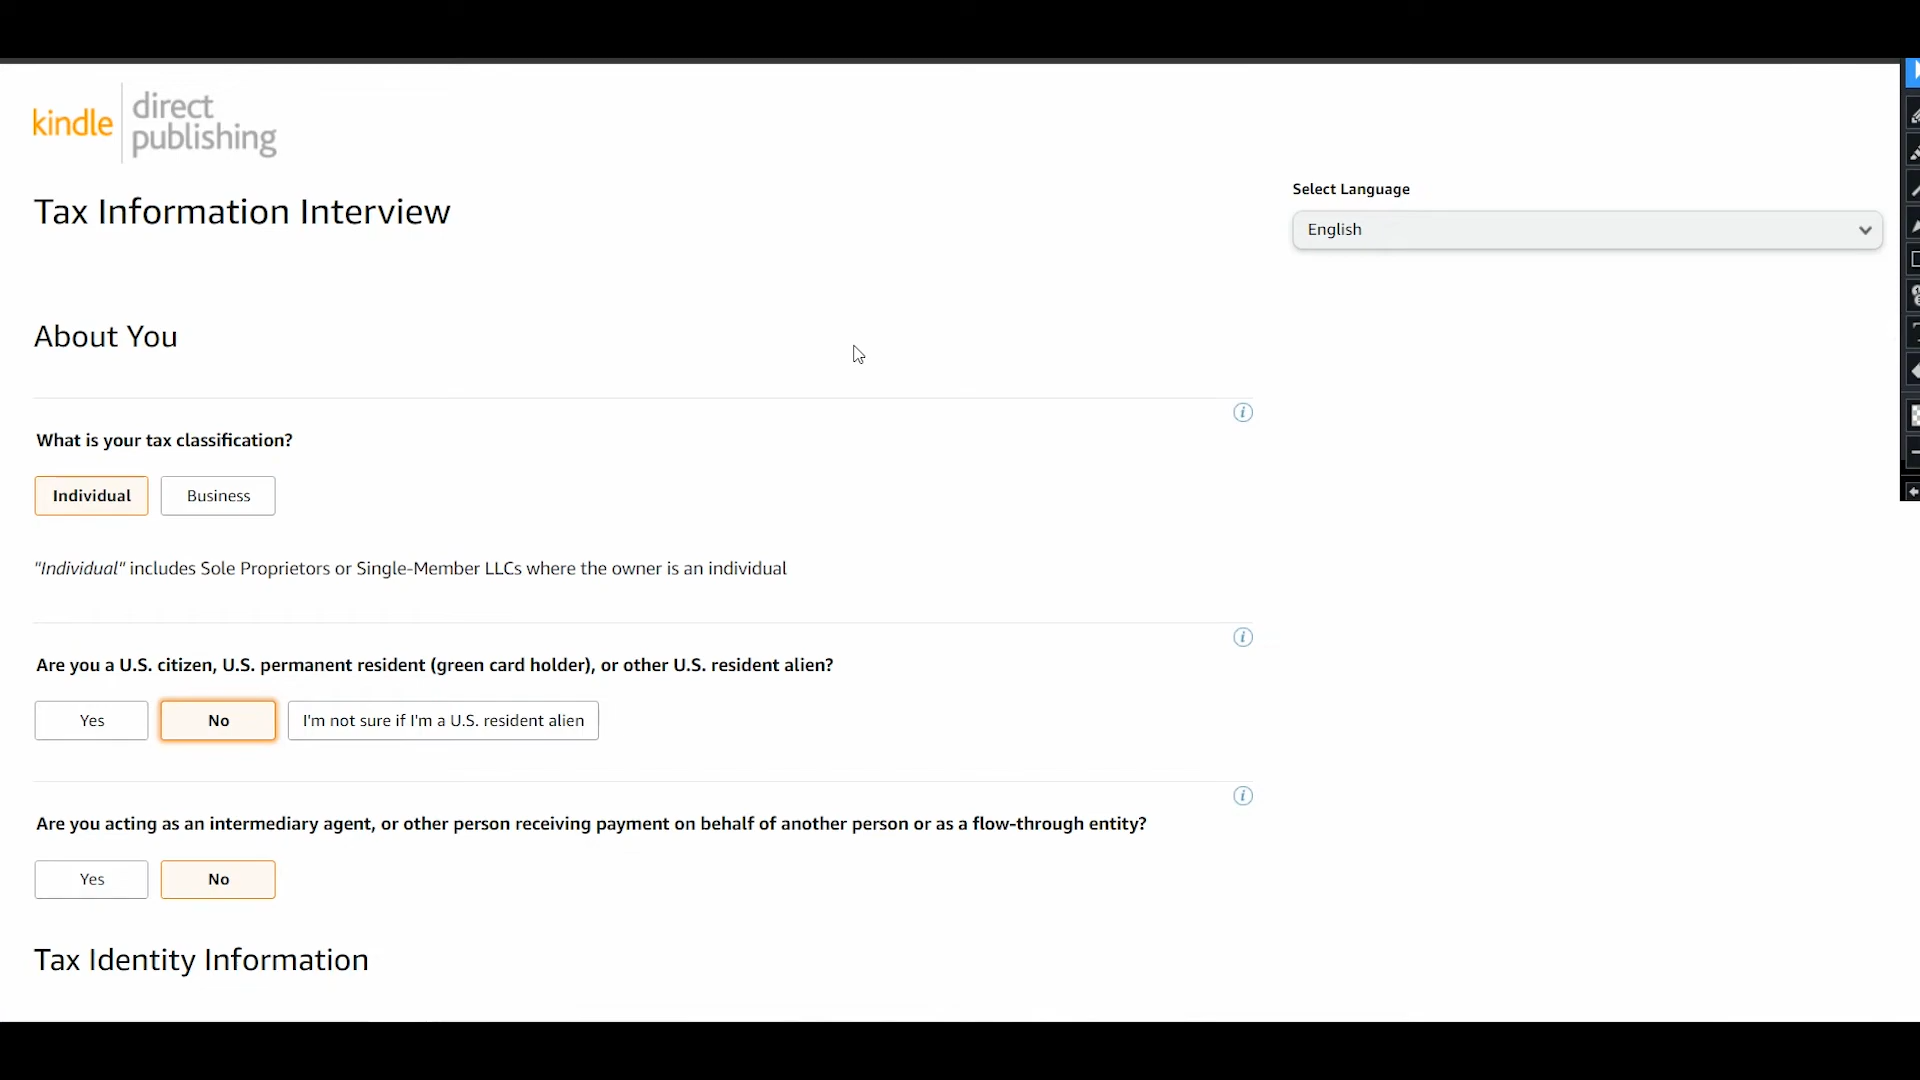 kindle direct publishing
Tax Information Interview
Select Language
English
About You
What is your tax classification?
Individual Business
"Individual" includes Sole Proprietors or Single-Member LLCs where the owner is an individual
Are you a U.S. citizen, U.S. permanent resident (green card holder), or other U.S. resident alien?
Yes No I'm not sure if I'm a U.S. resident alien
Are you acting as an intermediary agent, or other person receiving payment on behalf of another person or as a flow-through entity?
Yes No
Tax Identity Information